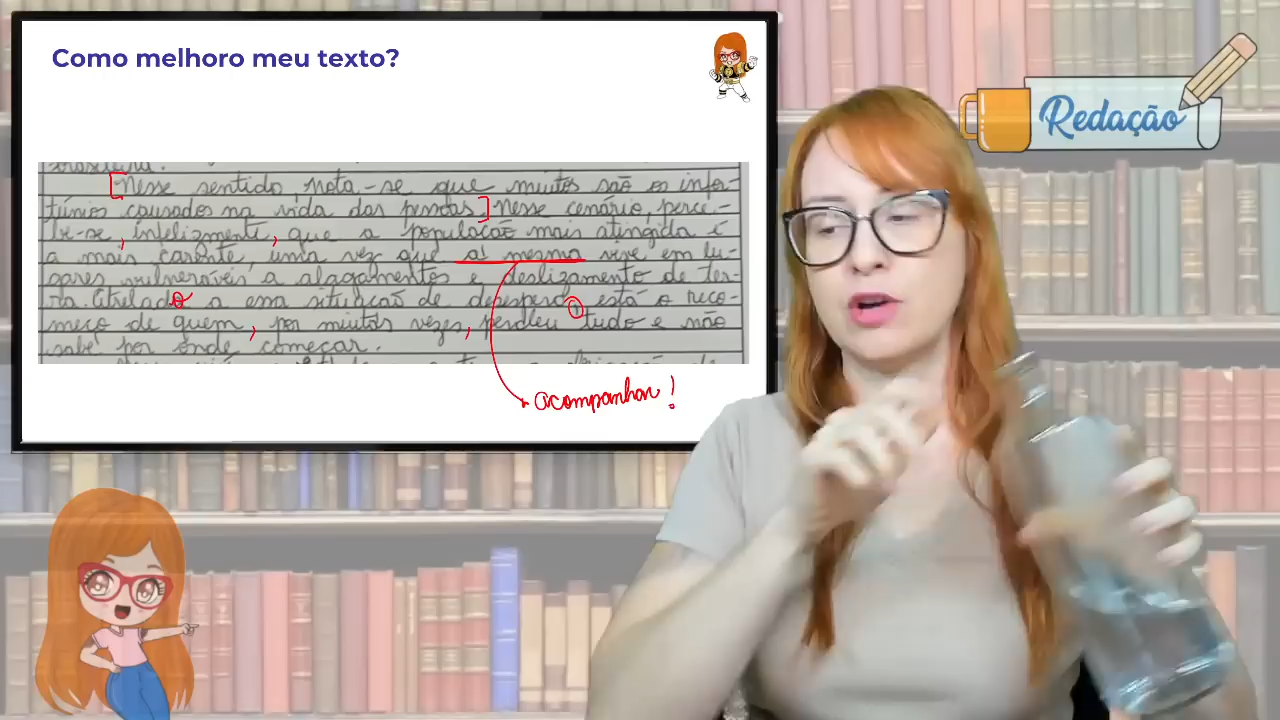 Como melhoro meu texto?
Redação
brasileira.
Nesse sentido, nota-se que muitos são os infor-
túnios causados na vida das pessoas. Nesse cenário, perce-
be-se, infelizmente, que a população mais atingida é
a mais carente, uma vez que a mesma vive em lu-
gares vulneráveis a alagamentos e deslizamento de ter-
ra. Atrelado a essa situação de desespero está o reco-
meço de quem, por muitas vezes, perdeu tudo e não
sabe por onde começar.
acompanhar!